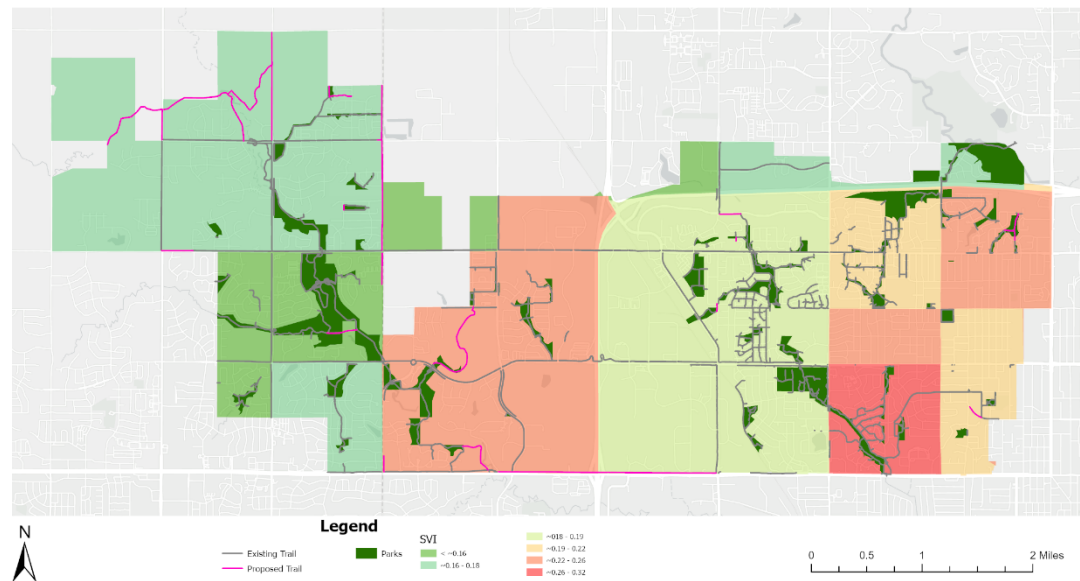 Legend
N
Existing Trail
Proposed Trail
Parks
SVI
< ~0.16
~0.16 - 0.18
~018 - 0.19
~0.19 - 0.22
~0.22 - 0.26
~0.26 - 0.32
0 0.5 1 2 Miles